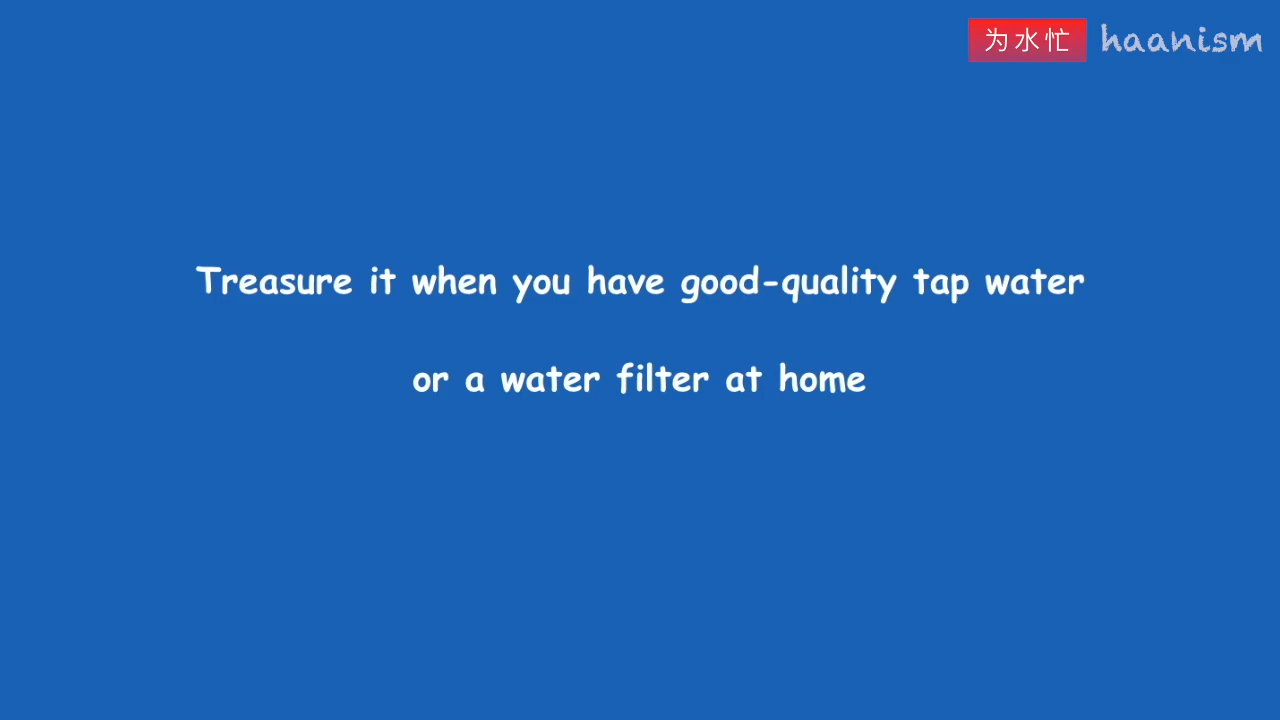 为水忙 haanism
Treasure it when you have good-quality tap water
or a water filter at home